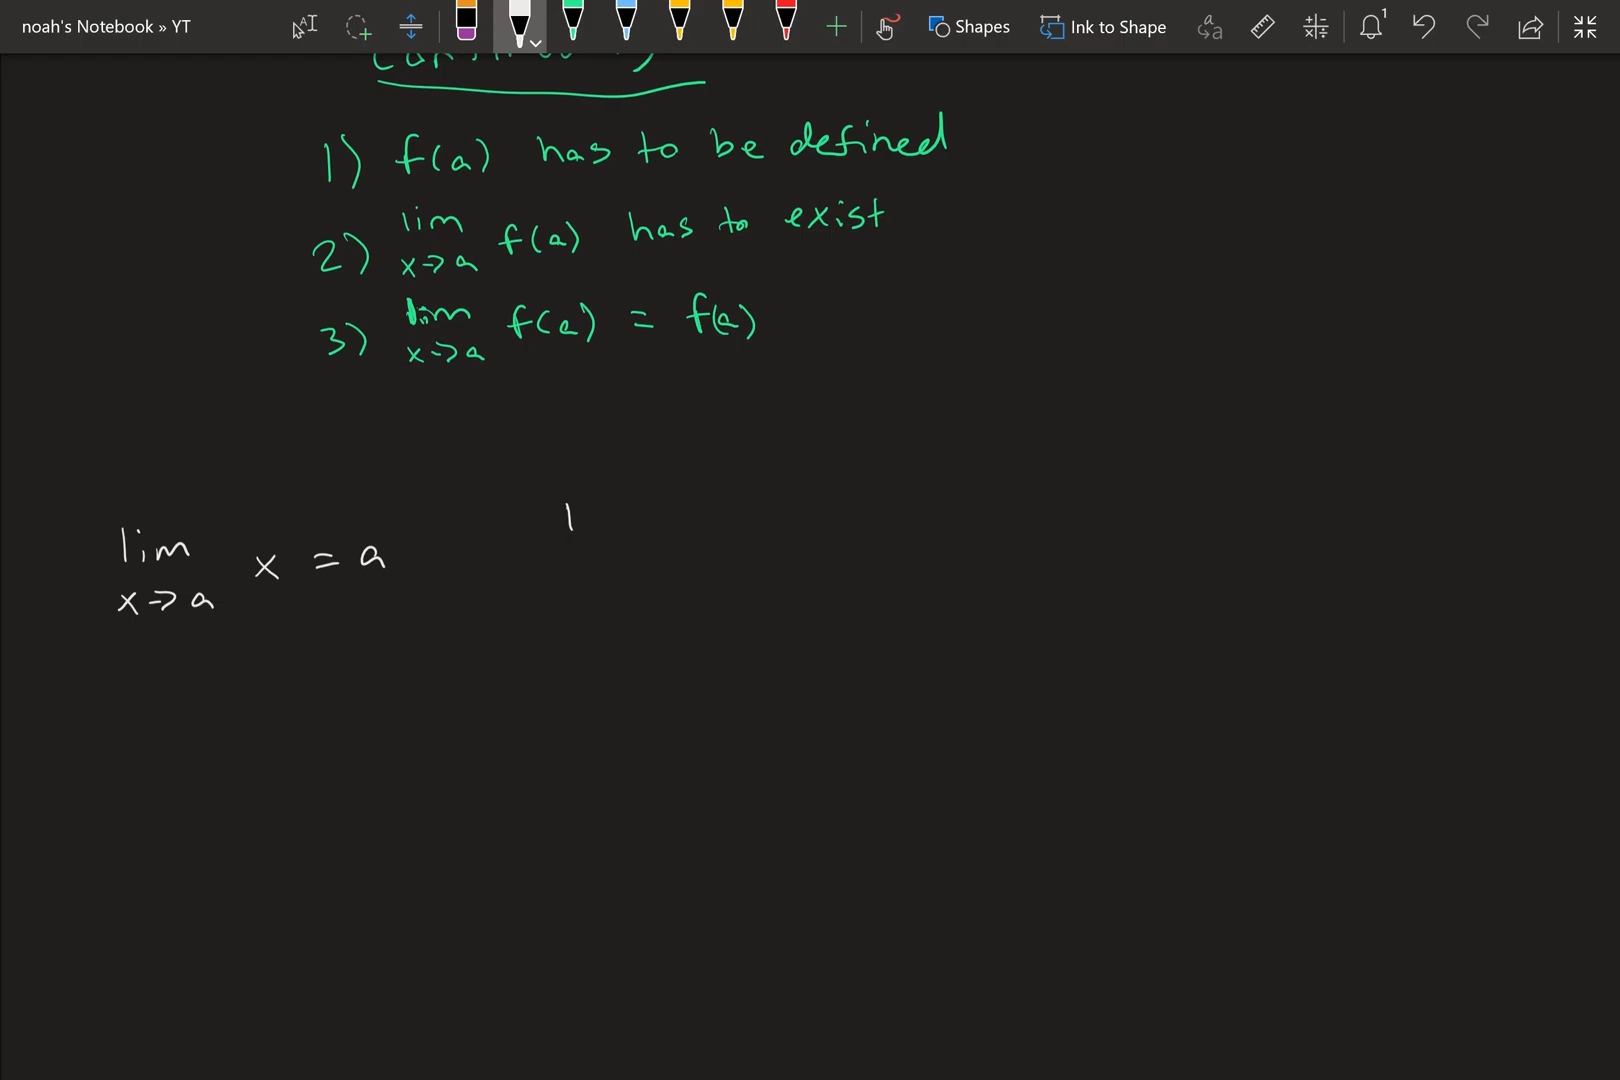 noah's Notebook » YT Shapes Ink to Shape 1
1) f(a) has to be defined
2) lim x->a f(a) has to exist
3) lim x->a f(a) = f(a)
lim x->a x = a